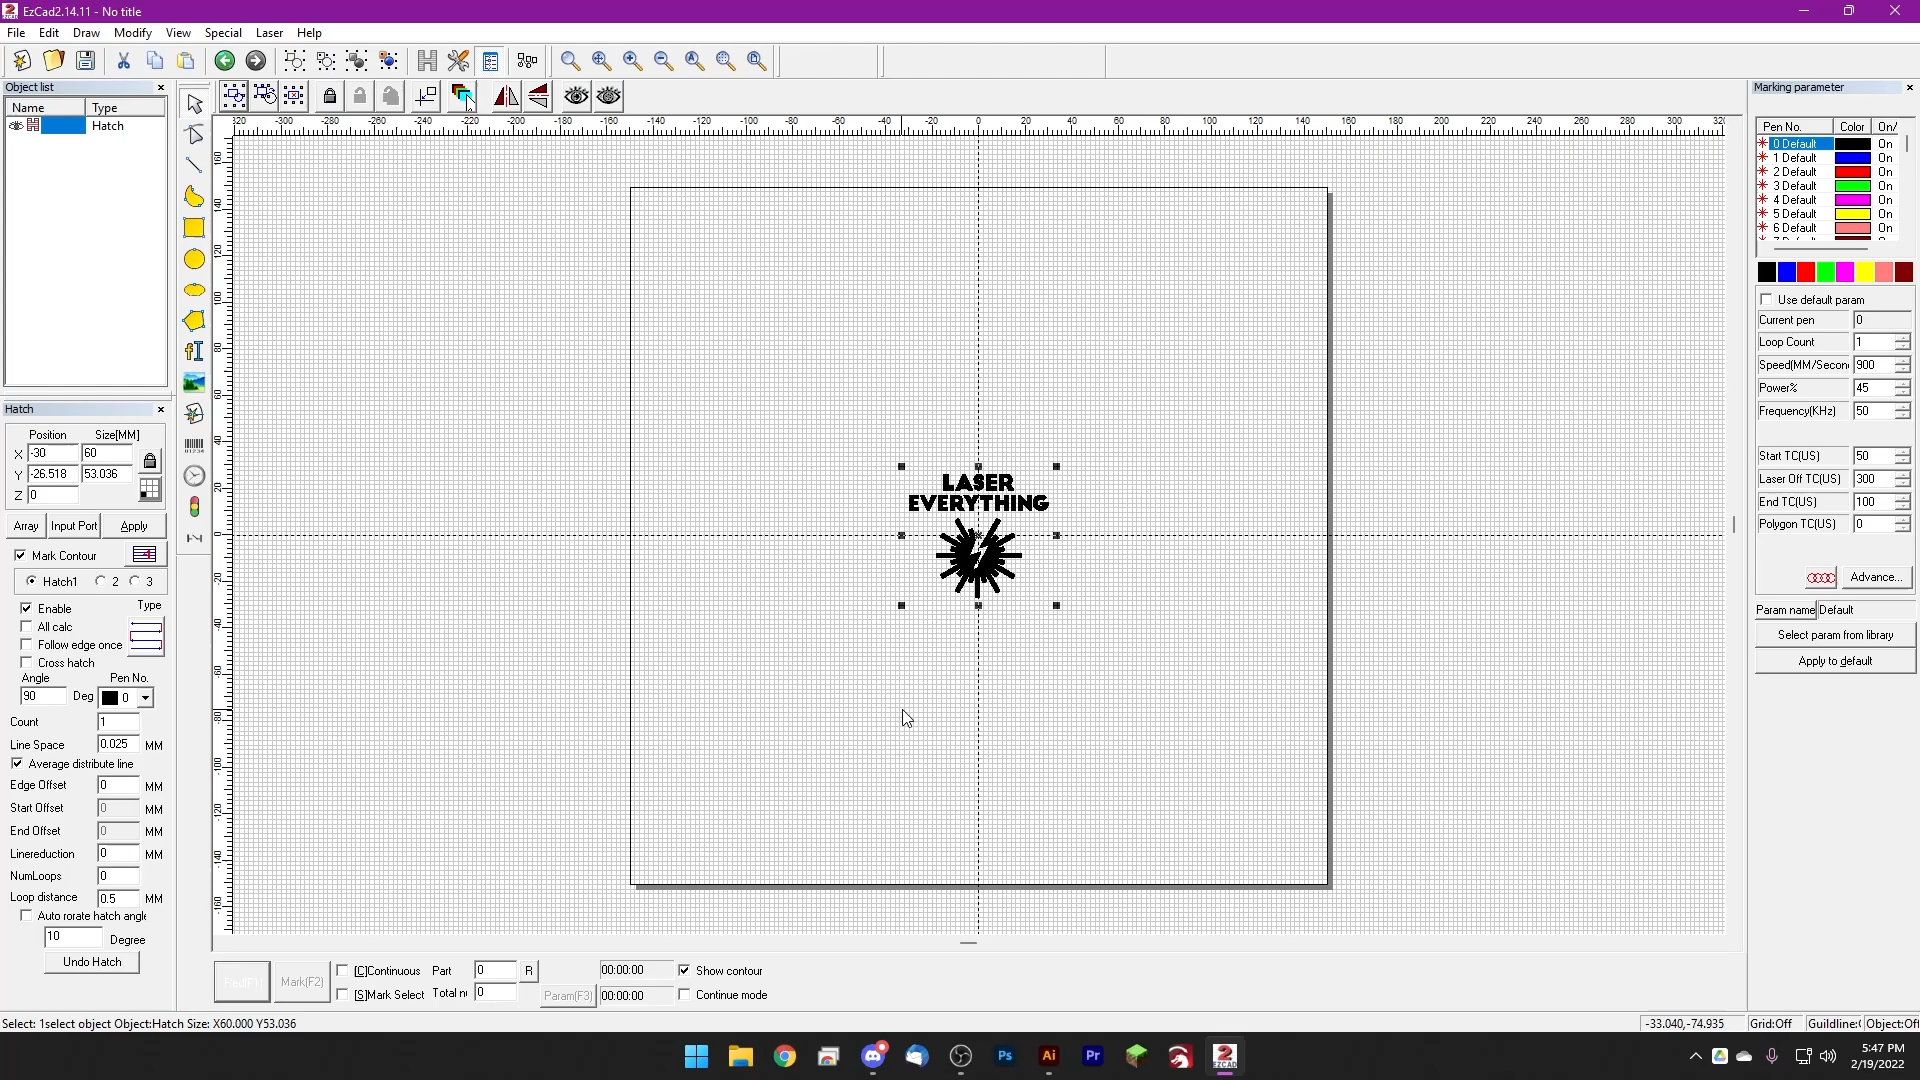 EzCad2.14.11 - No title
File Edit Draw Modify View Special Laser Help
Object list
Name Type
Hatch
Hatch
Position Size[MM]
X -30 60
Y -26.518 53.036
Z 0
Array Input Port Apply
Mark Contour
Hatch1 2 3
Enable Type
All calc
Follow edge once
Cross hatch
Angle Pen No.
90 Deg 0
Count 1
Line Space 0.025 MM
Average distribute line
Edge Offset 0 MM
Start Offset 0 MM
End Offset 0 MM
Linereduction 0 MM
NumLoops 0
Loop distance 0.5 MM
Auto rorate hatch angle
10 Degree
Undo Hatch
LASER
EVERYTHING
Mark(F2)
[C]Continuous Part 0 R 00:00:00 Show contour
[S]Mark Select Total n 0 Param(F3) 00:00:00 Continue mode
Marking parameter
Pen No. Color On/
0 Default On
1 Default On
2 Default On
3 Default On
4 Default On
5 Default On
6 Default On
Use default param
Current pen 0
Loop Count 1
Speed(MM/Secon 900
Power% 45
Frequency(KHz) 50
Start TC(US) 50
Laser Off TC(US) 300
End TC(US) 100
Polygon TC(US) 0
Advance...
Param name Default
Select param from library
Apply to default
Select: 1select object Object:Hatch Size: X60.000 Y53.036
-33.040,-74.935 Grid:Off Guildline:( Object:Off
5:47 PM
2/19/2022